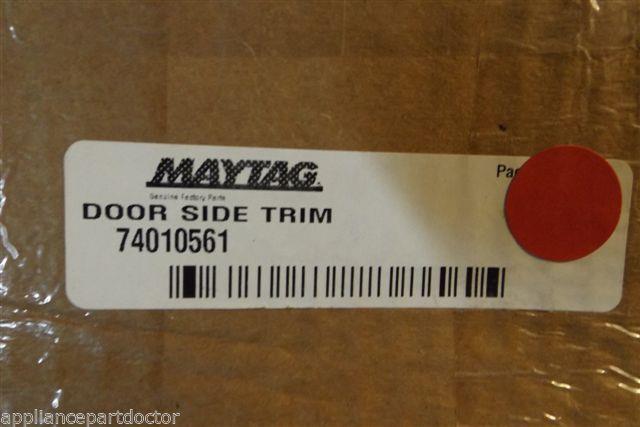 MAYTAG
Genuine Factory Parts
DOOR SIDE TRIM
74010561
appliancepartdoctor